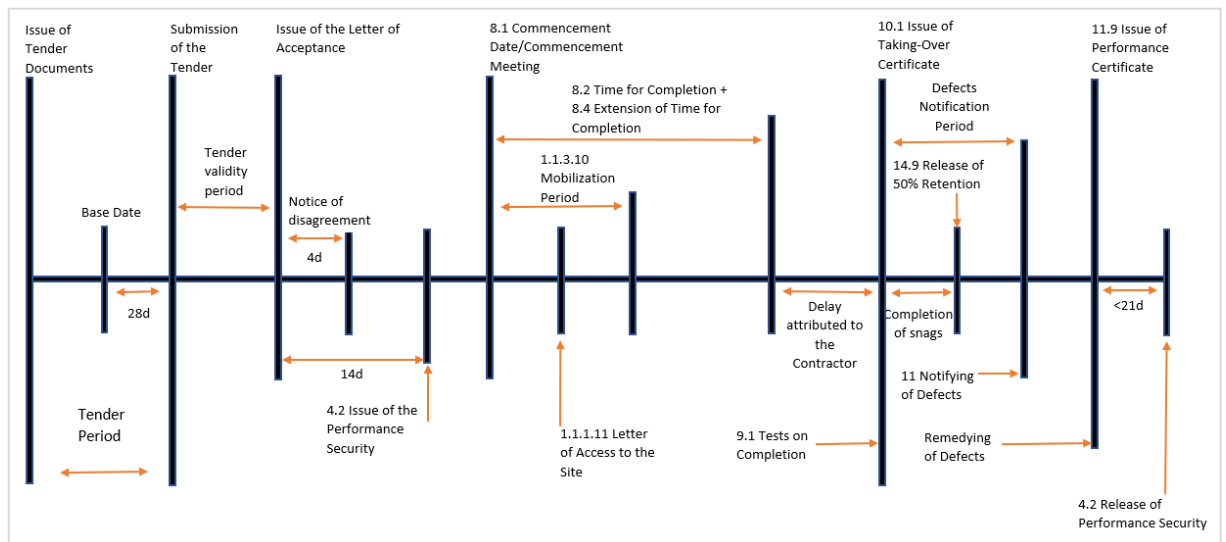 Issue of
Tender
Documents
Submission
of the
Tender
Issue of the Letter of
Acceptance
8.1 Commencement
Date/Commencement
Meeting
10.1 Issue of
Taking-Over
Certificate
11.9 Issue of
Performance
Certificate
8.2 Time for Completion +
8.4 Extension of Time for
Completion
Defects
Notification
Period
Tender
validity
period
1.1.3.10
Mobilization
Period
14.9 Release of
50% Retention
Base Date
Notice of
disagreement
4d
28d
14d
Delay
attributed to
the
Contractor
Completion
of snags
<21d
11 Notifying
of Defects
Tender
Period
4.2 Issue of the
Performance
Security
1.1.1.11 Letter
of Access to the
Site
9.1 Tests on
Completion
Remedying
of Defects
4.2 Release of
Performance Security